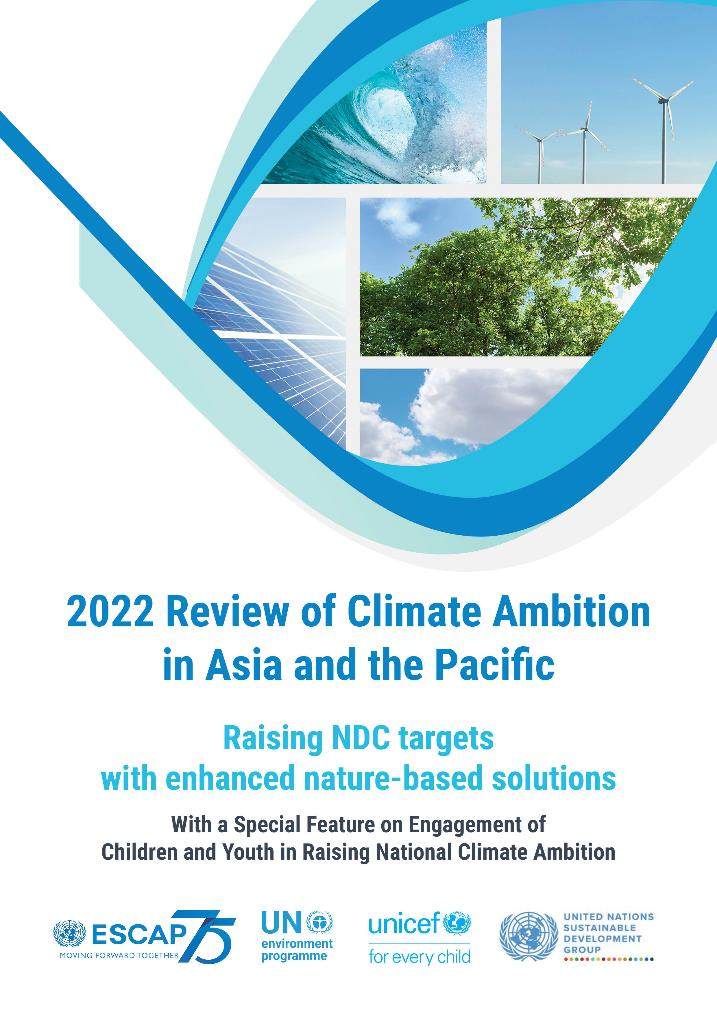 2022 Review of Climate Ambition
in Asia and the Pacific
Raising NDC targets
with enhanced nature-based solutions
With a Special Feature on Engagement of
Children and Youth in Raising National Climate Ambition
ESCAP 75
MOVING FORWARD TOGETHER
UN
environment
programme
unicef
for every child
UNITED NATIONS
SUSTAINABLE
DEVELOPMENT
GROUP